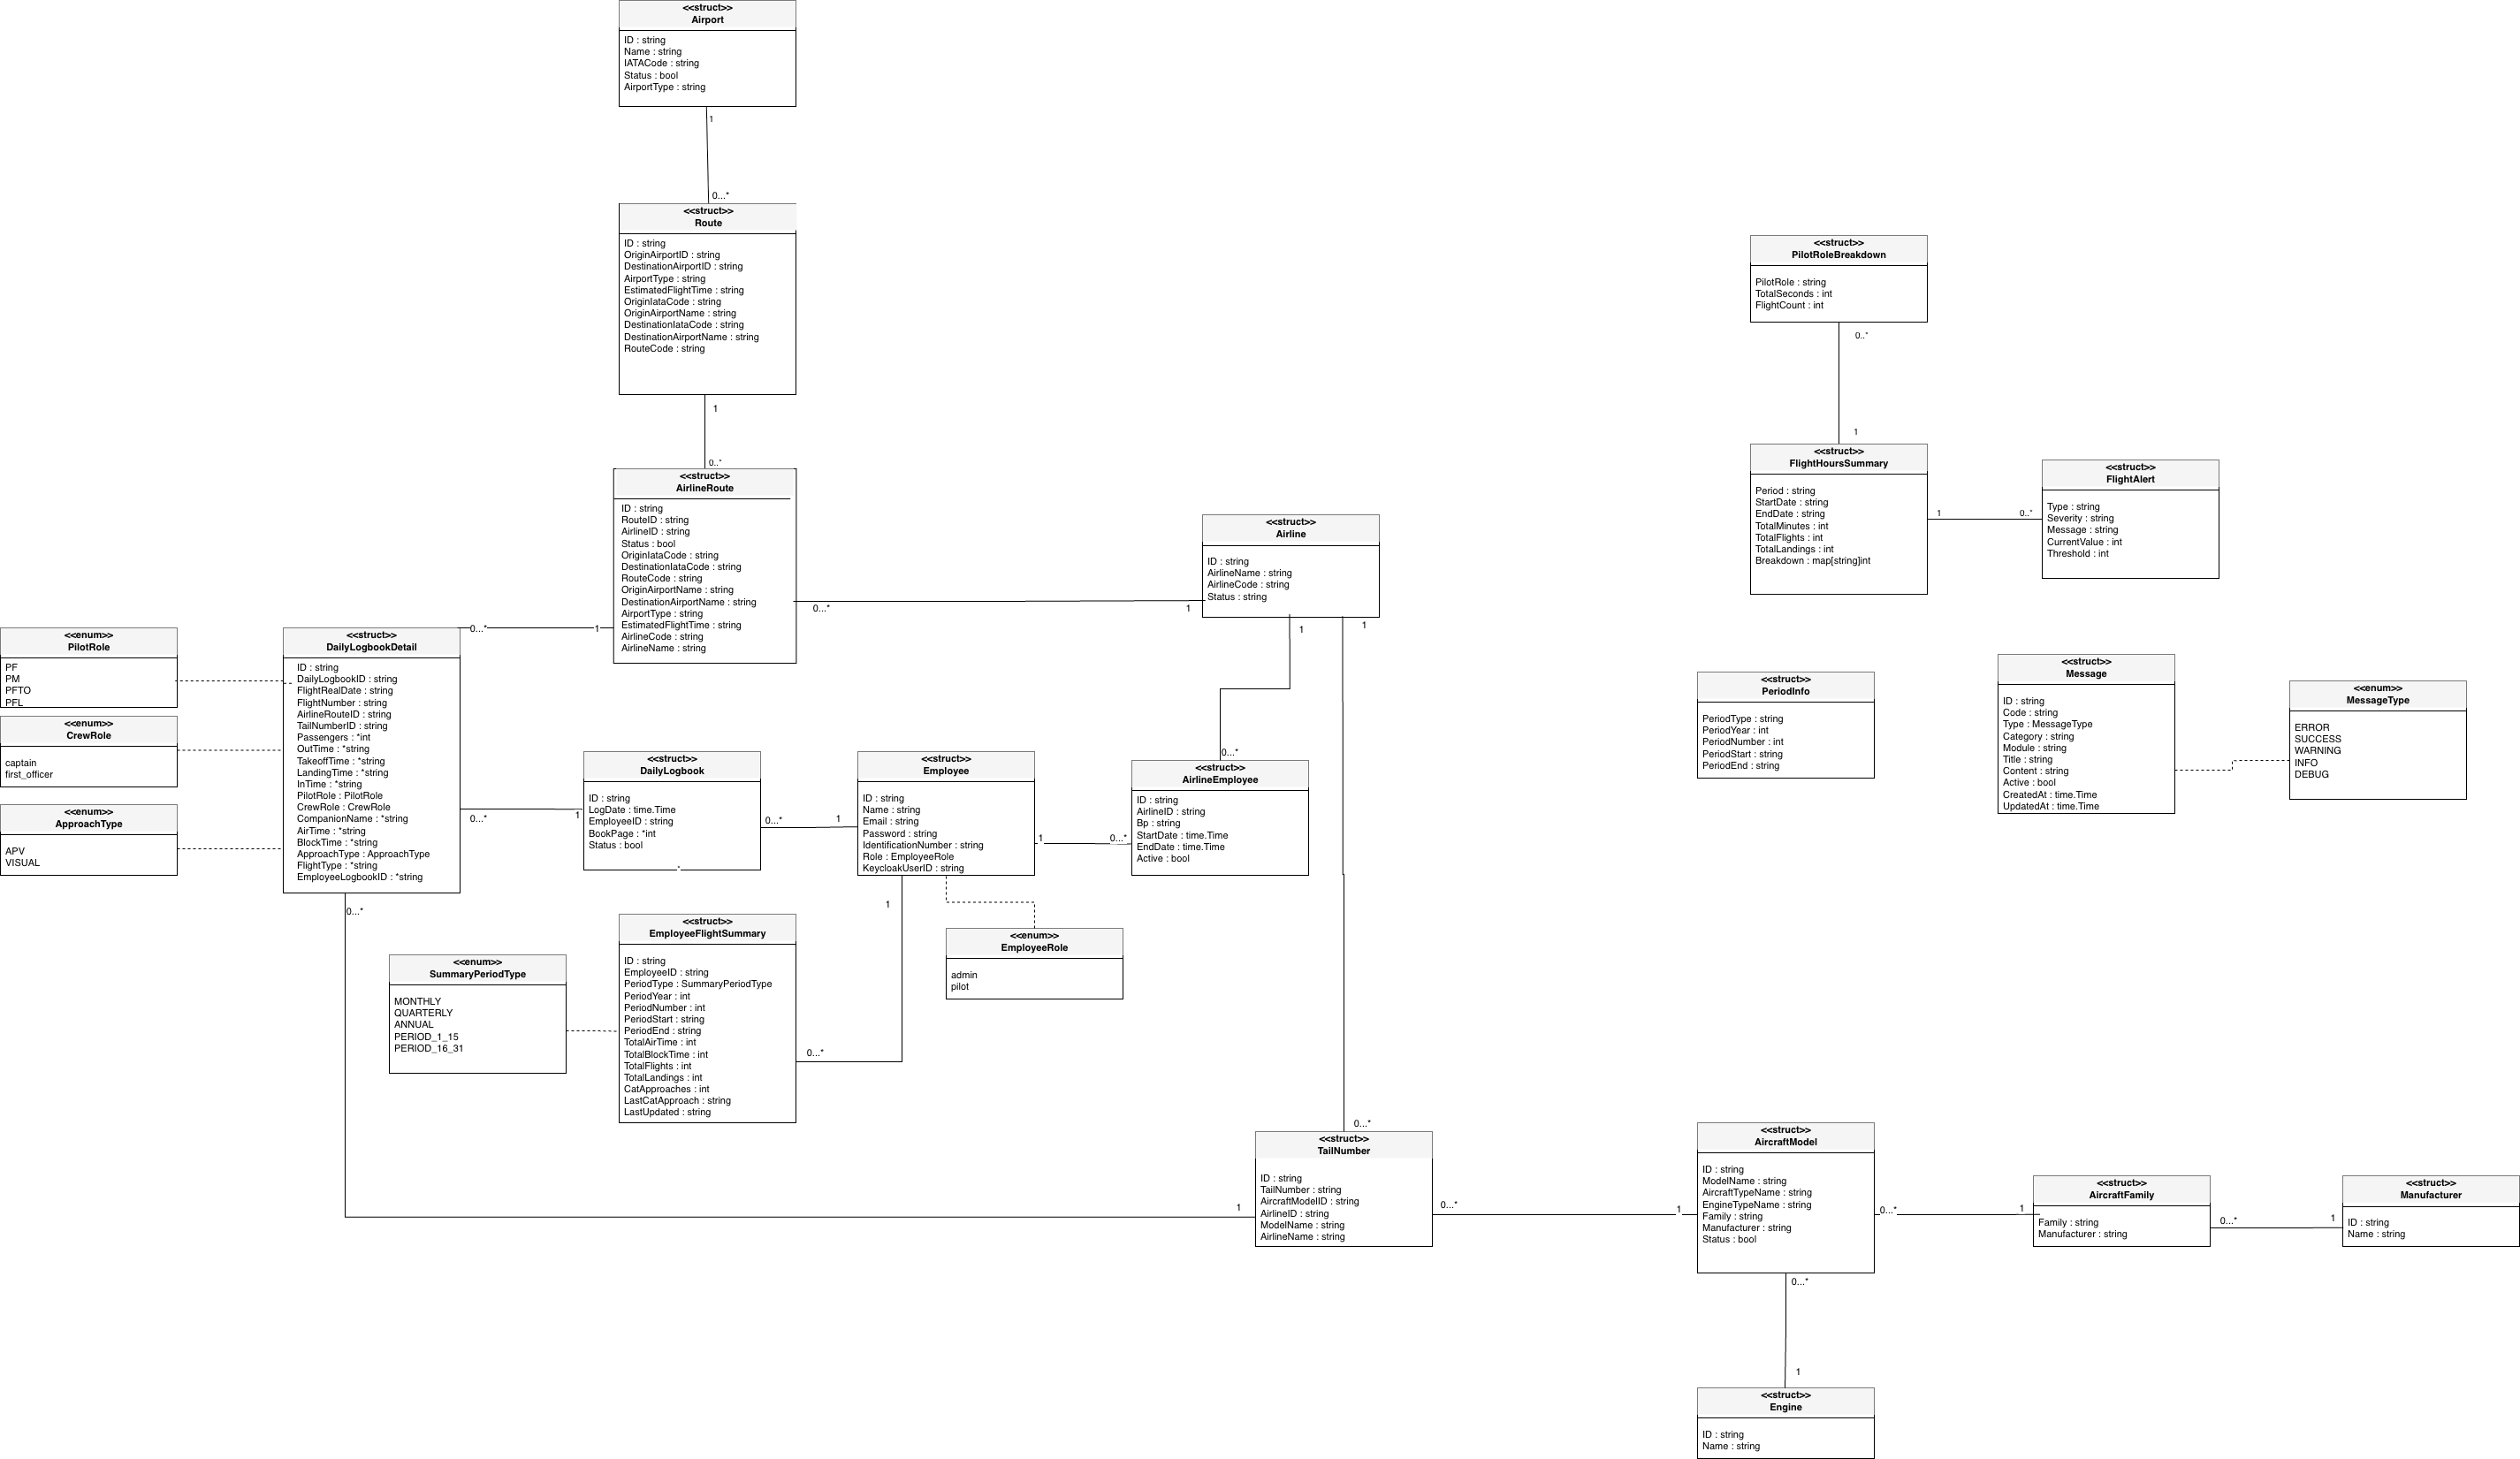 <<struct>>
Airport
ID : string
Name : string
IATACode : string
Status : bool
AirportType : string
1
0...*
<<struct>>
Route
ID : string
OriginAirportID : string
DestinationAirportID : string
AirportType : string
EstimatedFlightTime : string
OriginIataCode : string
OriginAirportName : string
DestinationIataCode : string
DestinationAirportName : string
RouteCode : string
1
0..*
<<struct>>
AirlineRoute
ID : string
RouteID : string
AirlineID : string
Status : bool
OriginIataCode : string
DestinationIataCode : string
RouteCode : string
OriginAirportName : string
DestinationAirportName : string
AirportType : string
EstimatedFlightTime : string
AirlineCode : string
AirlineName : string
0...*
1
<<struct>>
Airline
ID : string
AirlineName : string
AirlineCode : string
Status : string
1
1
<<struct>>
PilotRoleBreakdown
PilotRole : string
TotalSeconds : int
FlightCount : int
0..*
1
<<struct>>
FlightHoursSummary
Period : string
StartDate : string
EndDate : string
TotalMinutes : int
TotalFlights : int
TotalLandings : int
Breakdown : map[string]int
1
0..*
<<struct>>
FlightAlert
Type : string
Severity : string
Message : string
CurrentValue : int
Threshold : int
<<enum>>
PilotRole
PF
PM
PFTO
PFL
<<enum>>
CrewRole
captain
first_officer
<<enum>>
ApproachType
APV
VISUAL
<<struct>>
DailyLogbookDetail
ID : string
DailyLogbookID : string
FlightRealDate : string
FlightNumber : string
AirlineRouteID : string
TailNumberID : string
Passengers : *int
OutTime : *string
TakeoffTime : *string
LandingTime : *string
InTime : *string
PilotRole : PilotRole
CrewRole : CrewRole
CompanionName : *string
AirTime : *string
BlockTime : *string
ApproachType : ApproachType
FlightType : *string
EmployeeLogbookID : *string
0...*
1
0...*
1
0...*
<<struct>>
DailyLogbook
ID : string
LogDate : time.Time
EmployeeID : string
BookPage : *int
Status : bool
*
0...*
1
<<struct>>
Employee
ID : string
Name : string
Email : string
Password : string
IdentificationNumber : string
Role : EmployeeRole
KeycloakUserID : string
1
0...*
1
0...*
<<struct>>
AirlineEmployee
ID : string
AirlineID : string
Bp : string
StartDate : time.Time
EndDate : time.Time
Active : bool
<<struct>>
PeriodInfo
PeriodType : string
PeriodYear : int
PeriodNumber : int
PeriodStart : string
PeriodEnd : string
<<struct>>
Message
ID : string
Code : string
Type : MessageType
Category : string
Module : string
Title : string
Content : string
Active : bool
CreatedAt : time.Time
UpdatedAt : time.Time
<<enum>>
MessageType
ERROR
SUCCESS
WARNING
INFO
DEBUG
<<enum>>
SummaryPeriodType
MONTHLY
QUARTERLY
ANNUAL
PERIOD_1_15
PERIOD_16_31
<<struct>>
EmployeeFlightSummary
ID : string
EmployeeID : string
PeriodType : SummaryPeriodType
PeriodYear : int
PeriodNumber : int
PeriodStart : string
PeriodEnd : string
TotalAirTime : int
TotalBlockTime : int
TotalFlights : int
TotalLandings : int
CatApproaches : int
LastCatApproach : string
LastUpdated : string
0...*
<<enum>>
EmployeeRole
admin
pilot
0...*
1
<<struct>>
TailNumber
ID : string
TailNumber : string
AircraftModelID : string
AirlineID : string
ModelName : string
AirlineName : string
0...*
1
<<struct>>
AircraftModel
ID : string
ModelName : string
AircraftTypeName : string
EngineTypeName : string
Family : string
Manufacturer : string
Status : bool
0...*
1
<<struct>>
AircraftFamily
Family : string
Manufacturer : string
0...*
1
<<struct>>
Manufacturer
ID : string
Name : string
0...*
1
<<struct>>
Engine
ID : string
Name : string